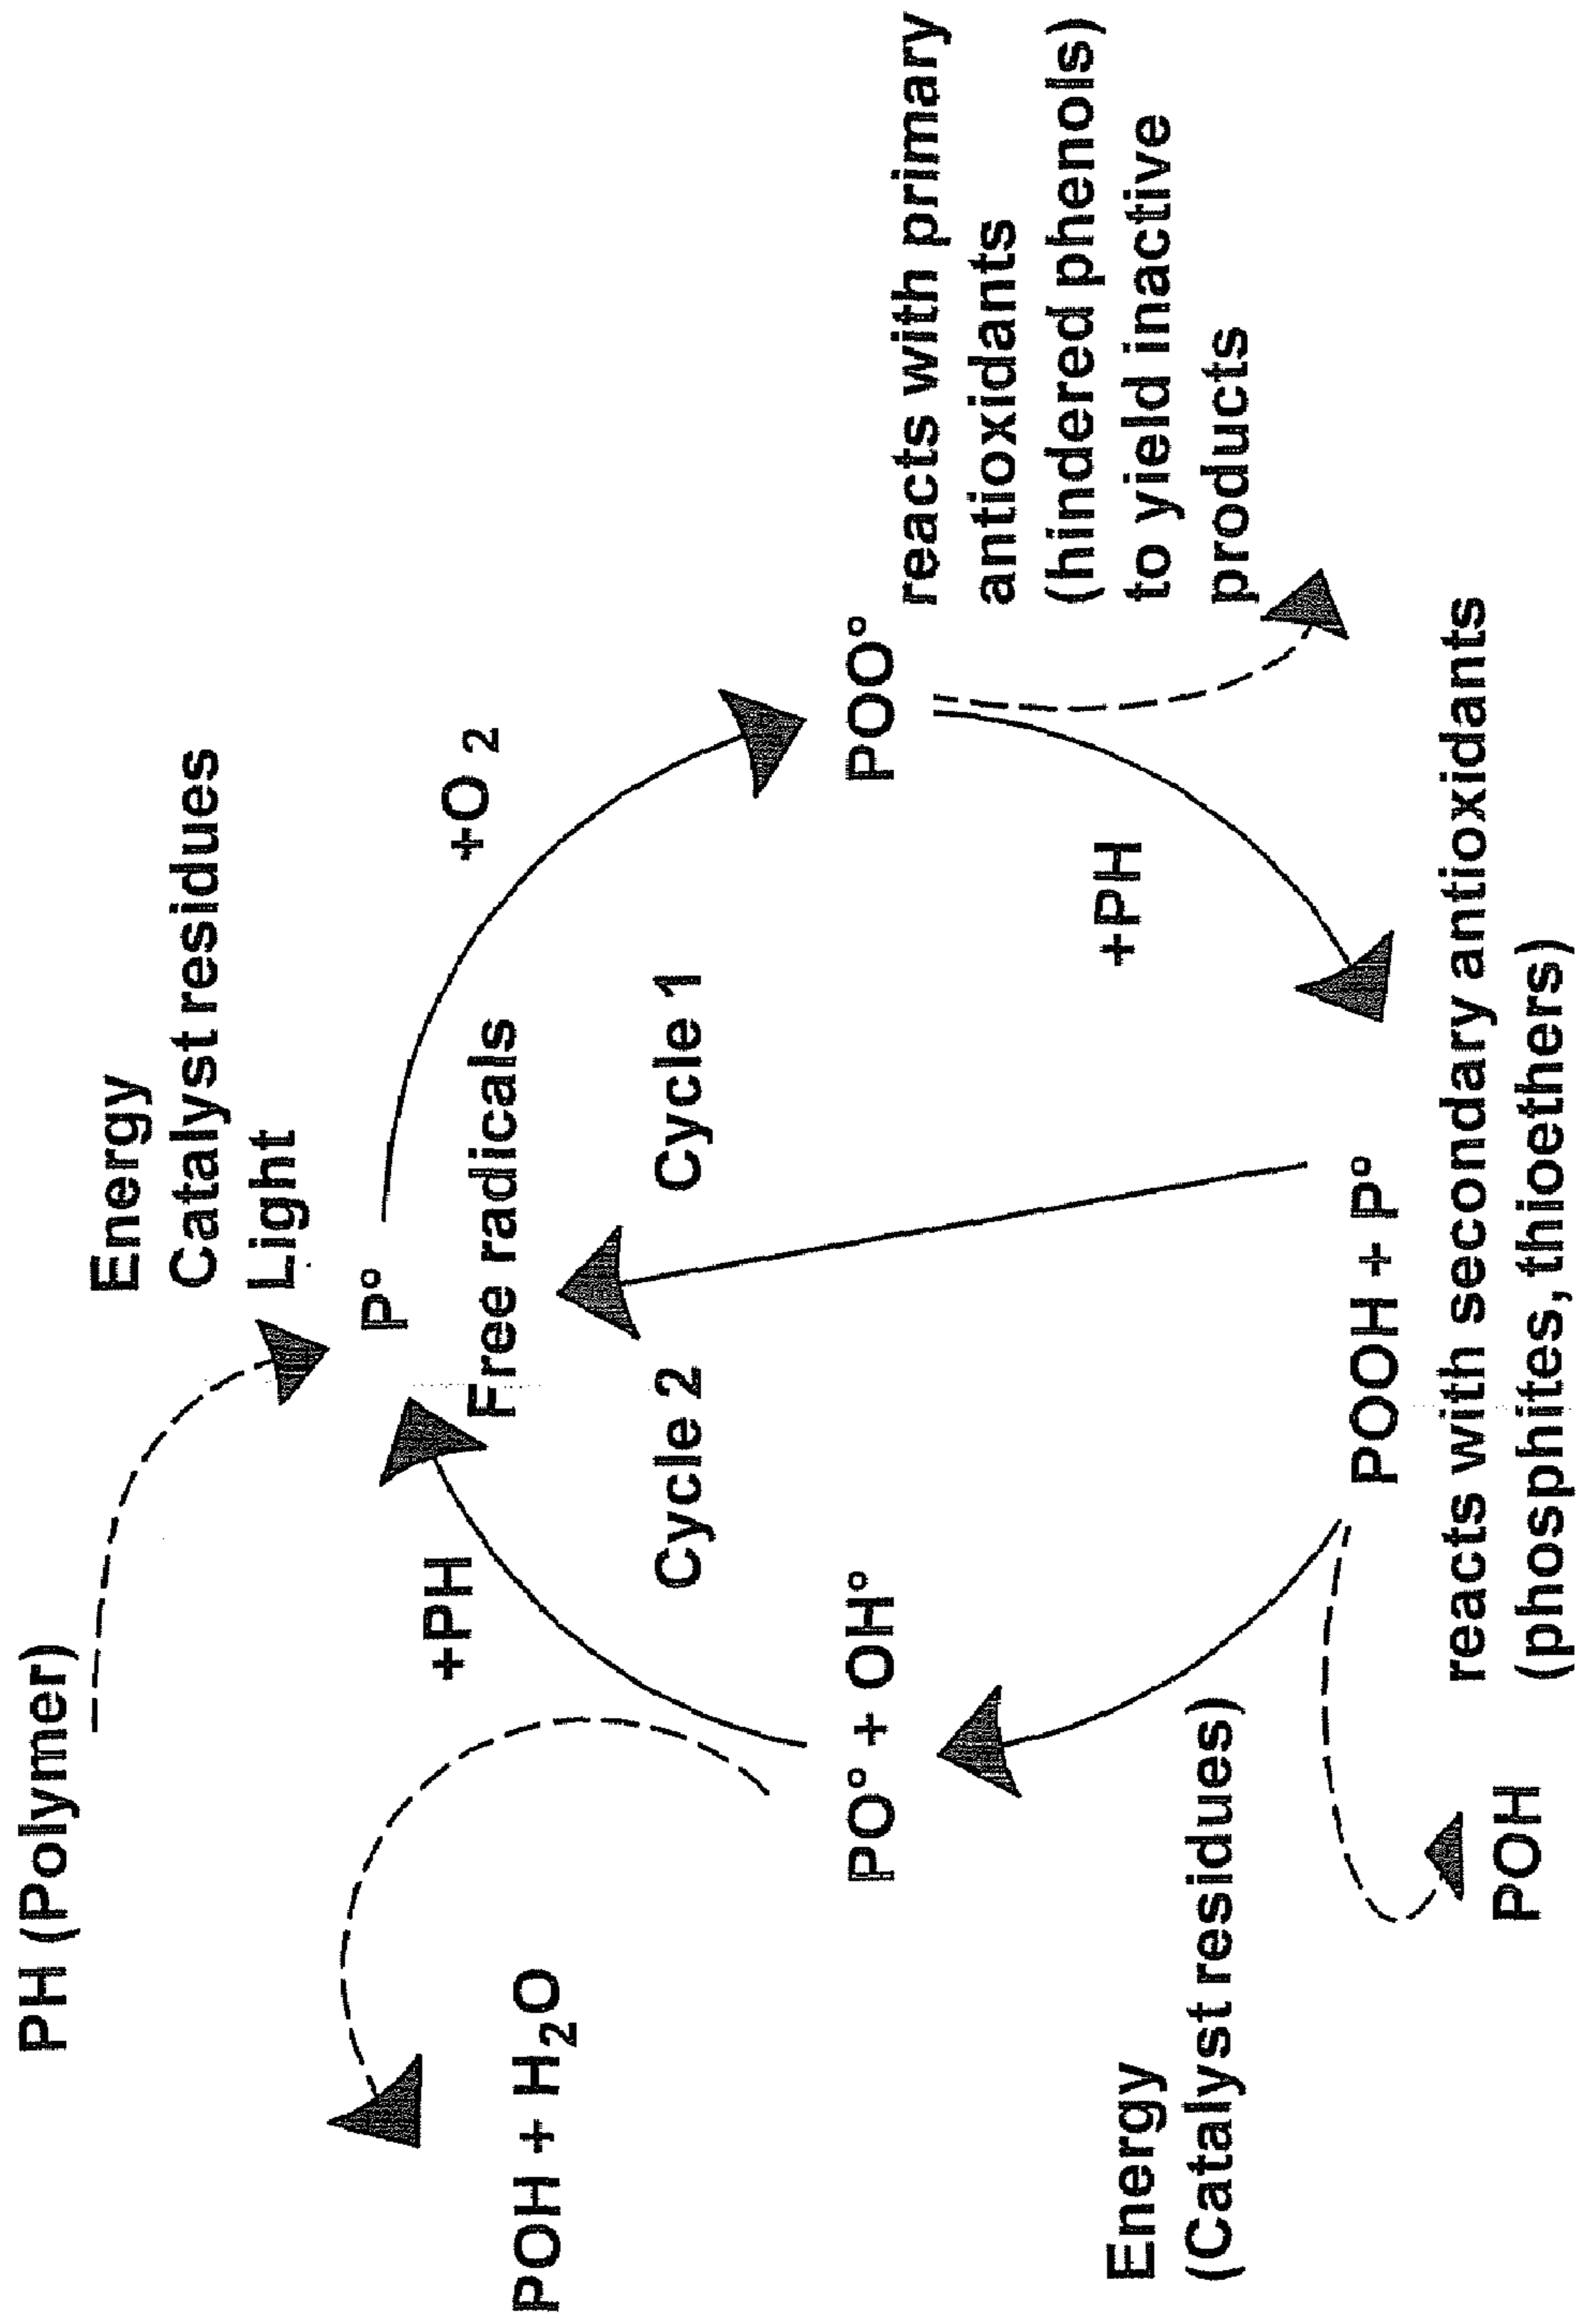 PH (Polymer)
Energy
Catalyst residues
Light
P°
Free radicals
+O 2
+PH
Cycle 2
Cycle 1
POH + H2O
PO° + OH°
POO°
reacts with primary
antioxidants
(hindered phenols)
to yield inactive
products
+PH
Energy
(Catalyst residues)
POOH + P°
reacts with secondary antioxidants
(phosphites, thioethers)
POH